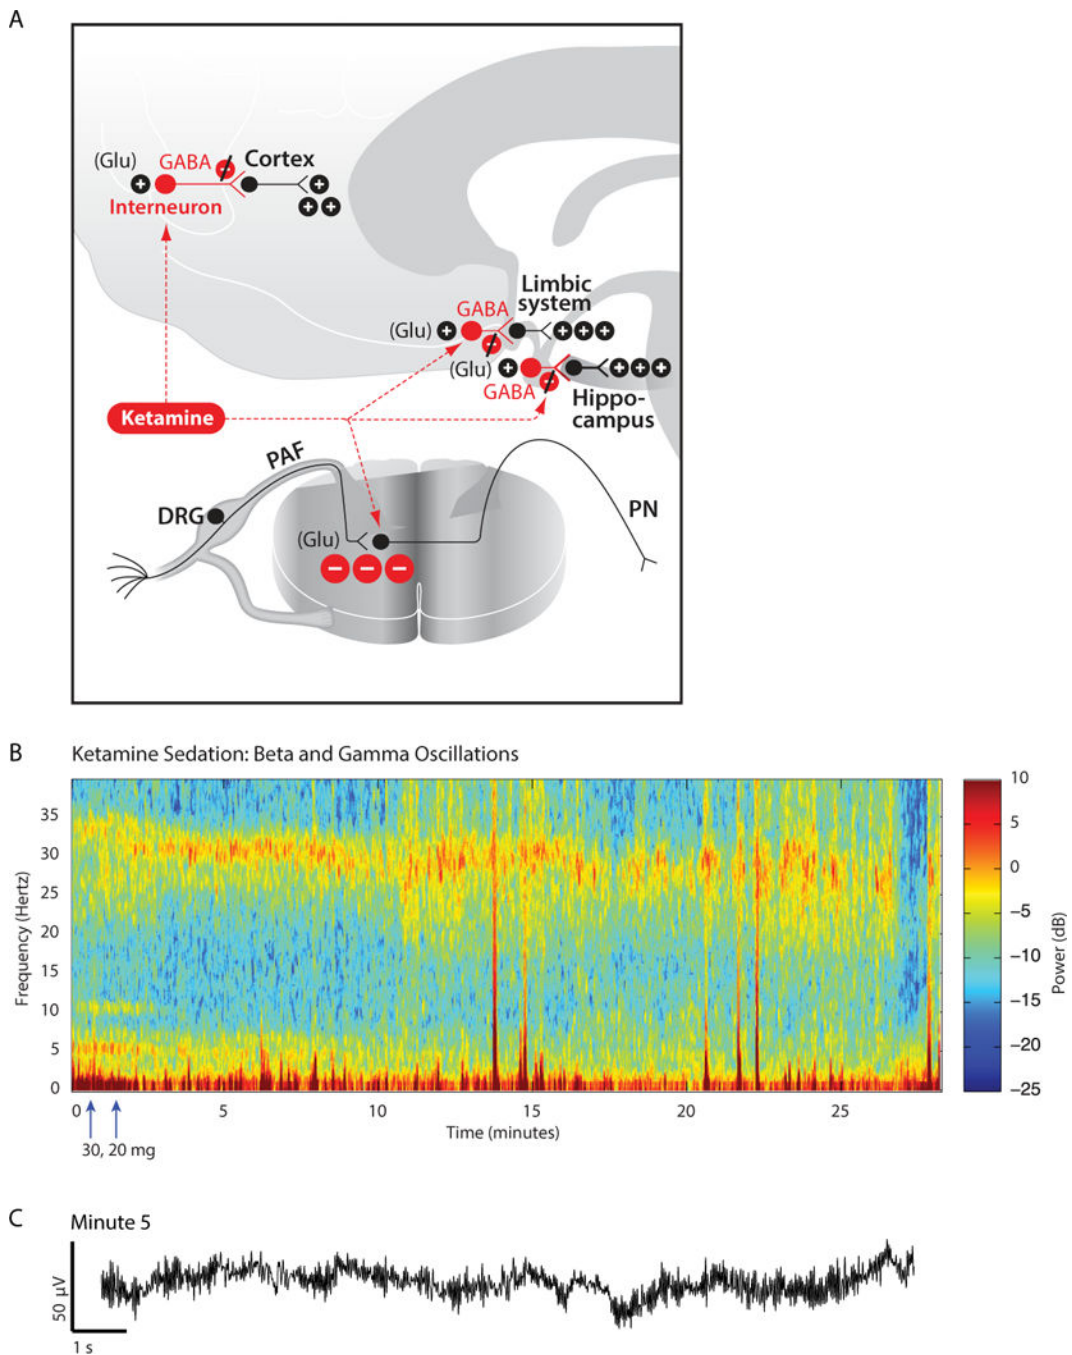 A
(Glu) GABA Cortex
Interneuron
Limbic
system
GABA
(Glu)
(Glu)
GABA
Hippo-
campus
Ketamine
PAF
DRG
(Glu)
PN
B Ketamine Sedation: Beta and Gamma Oscillations
Frequency (Hertz)
35
30
25
20
15
10
5
0
0 5 10 15 20 25
Time (minutes)
30, 20 mg
10
5
0
−5
−10
−15
−20
−25
Power (dB)
C Minute 5
50 µV
1 s